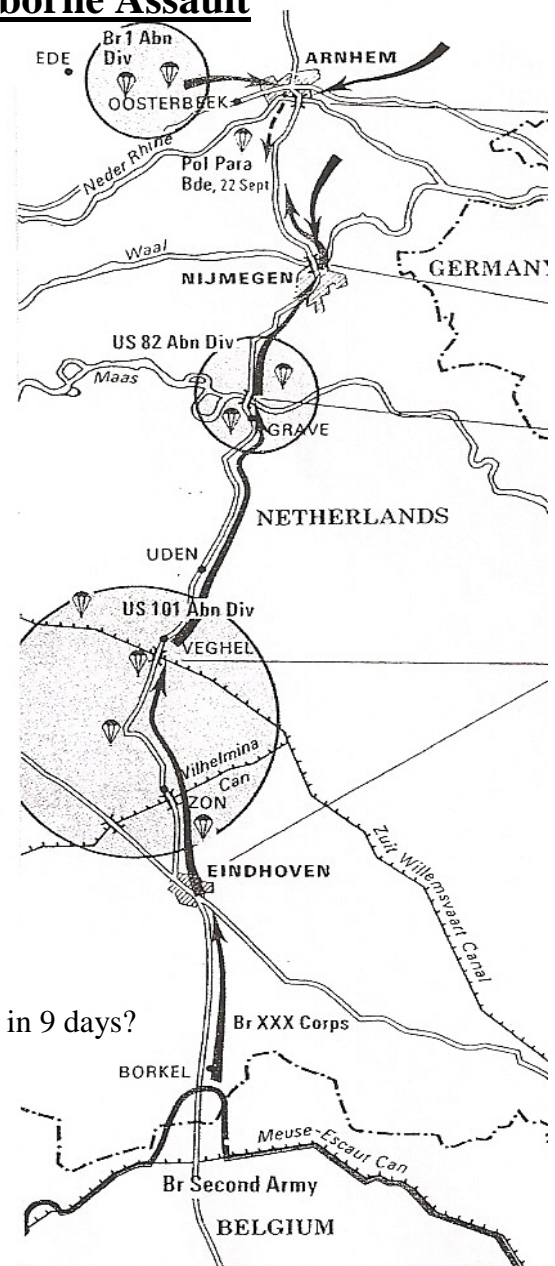 borne Assault
Br 1 Abn
Div
EDE
ARNHEM
OOSTERBEEK
Neder Rhine
Pol Para
Bde, 22 Sept
Waal
NIJMEGEN
GERMANY
US 82 Abn Div
Maas
GRAVE
NETHERLANDS
UDEN
US 101 Abn Div
VEGHEL
Wilhelmina
Can
ZON
EINDHOVEN
Zuit Willemsvaart Canal
in 9 days?
Br XXX Corps
BORKEL
Meuse-Escaut Can
Br Second Army
BELGIUM